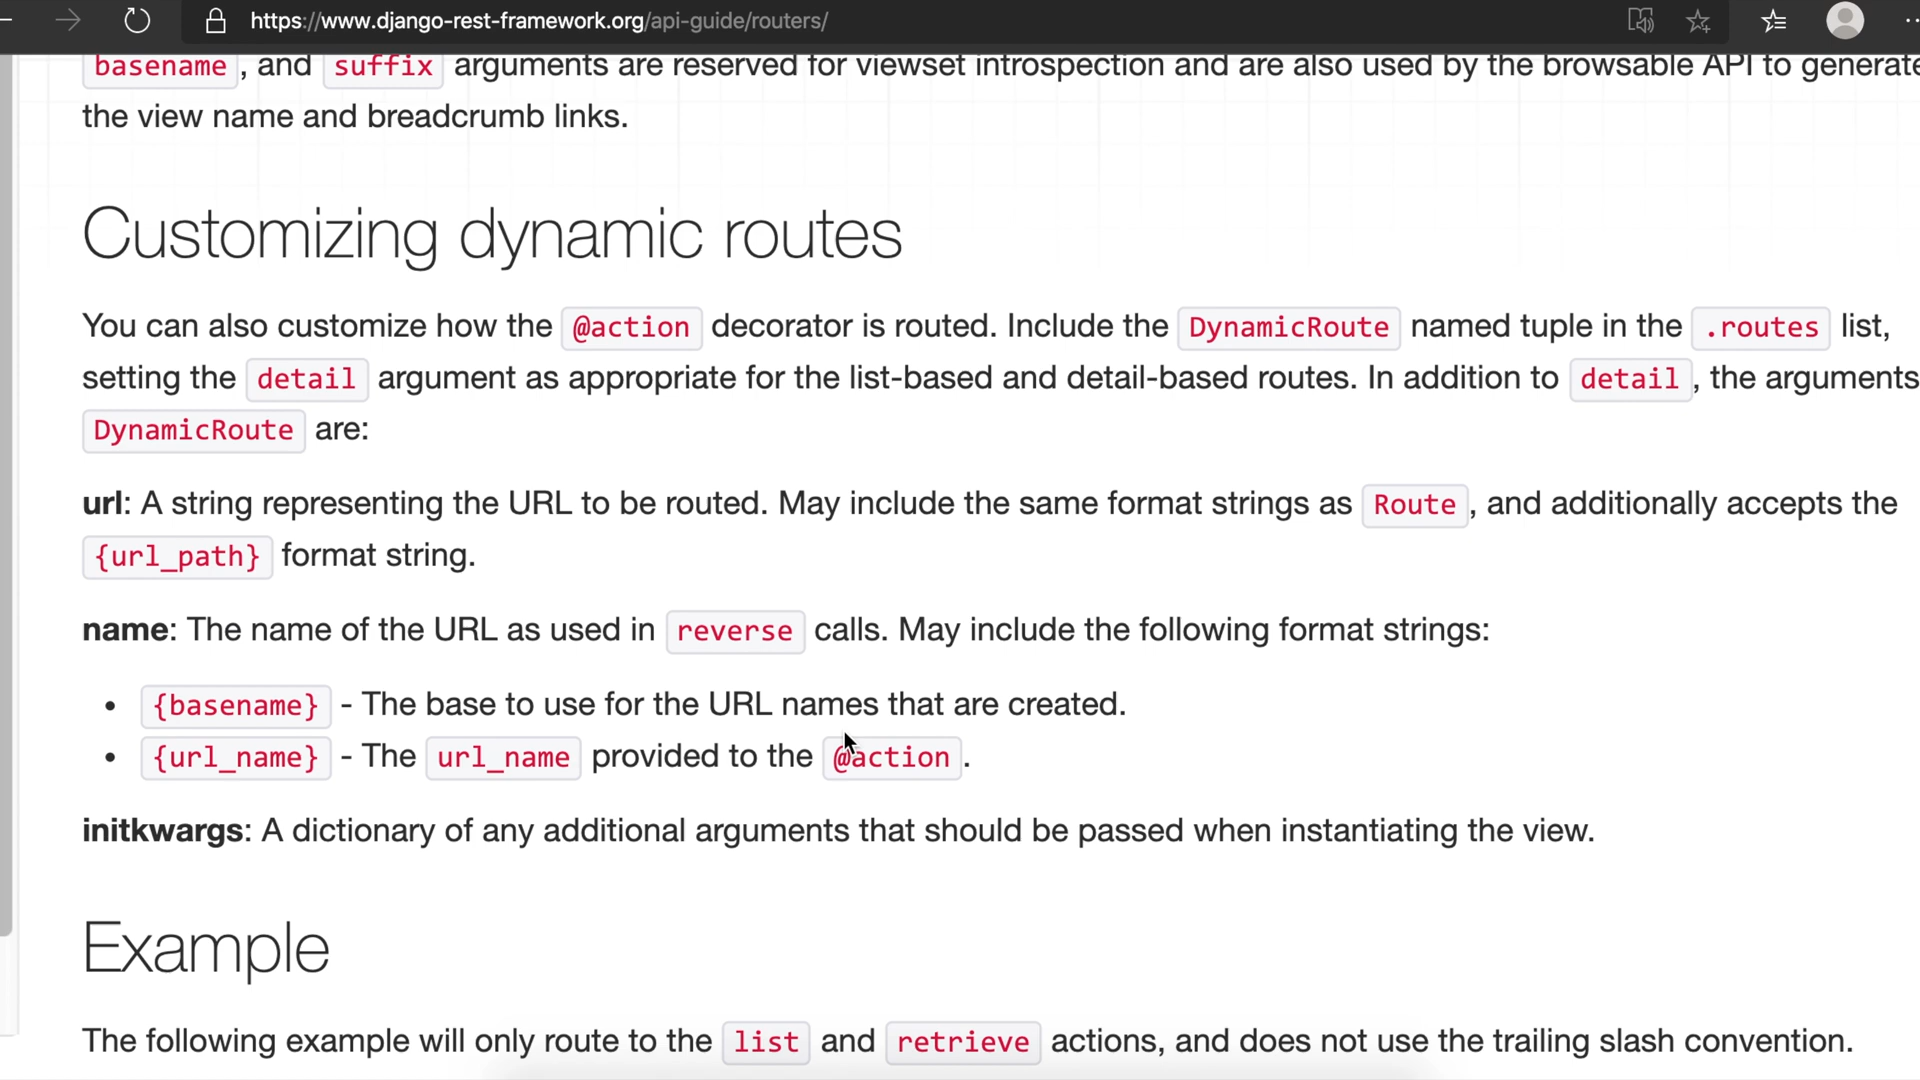 https://www.django-rest-framework.org/api-guide/routers/
basename, and suffix arguments are reserved for viewset introspection and are also used by the browsable API to generate
the view name and breadcrumb links.
Customizing dynamic routes
You can also customize how the @action decorator is routed. Include the DynamicRoute named tuple in the .routes list,
setting the detail argument as appropriate for the list-based and detail-based routes. In addition to detail, the arguments
DynamicRoute are:
url: A string representing the URL to be routed. May include the same format strings as Route, and additionally accepts the
{url_path} format string.
name: The name of the URL as used in reverse calls. May include the following format strings:
• {basename} - The base to use for the URL names that are created.
• {url_name} - The url_name provided to the @action.
initkwargs: A dictionary of any additional arguments that should be passed when instantiating the view.
Example
The following example will only route to the list and retrieve actions, and does not use the trailing slash convention.